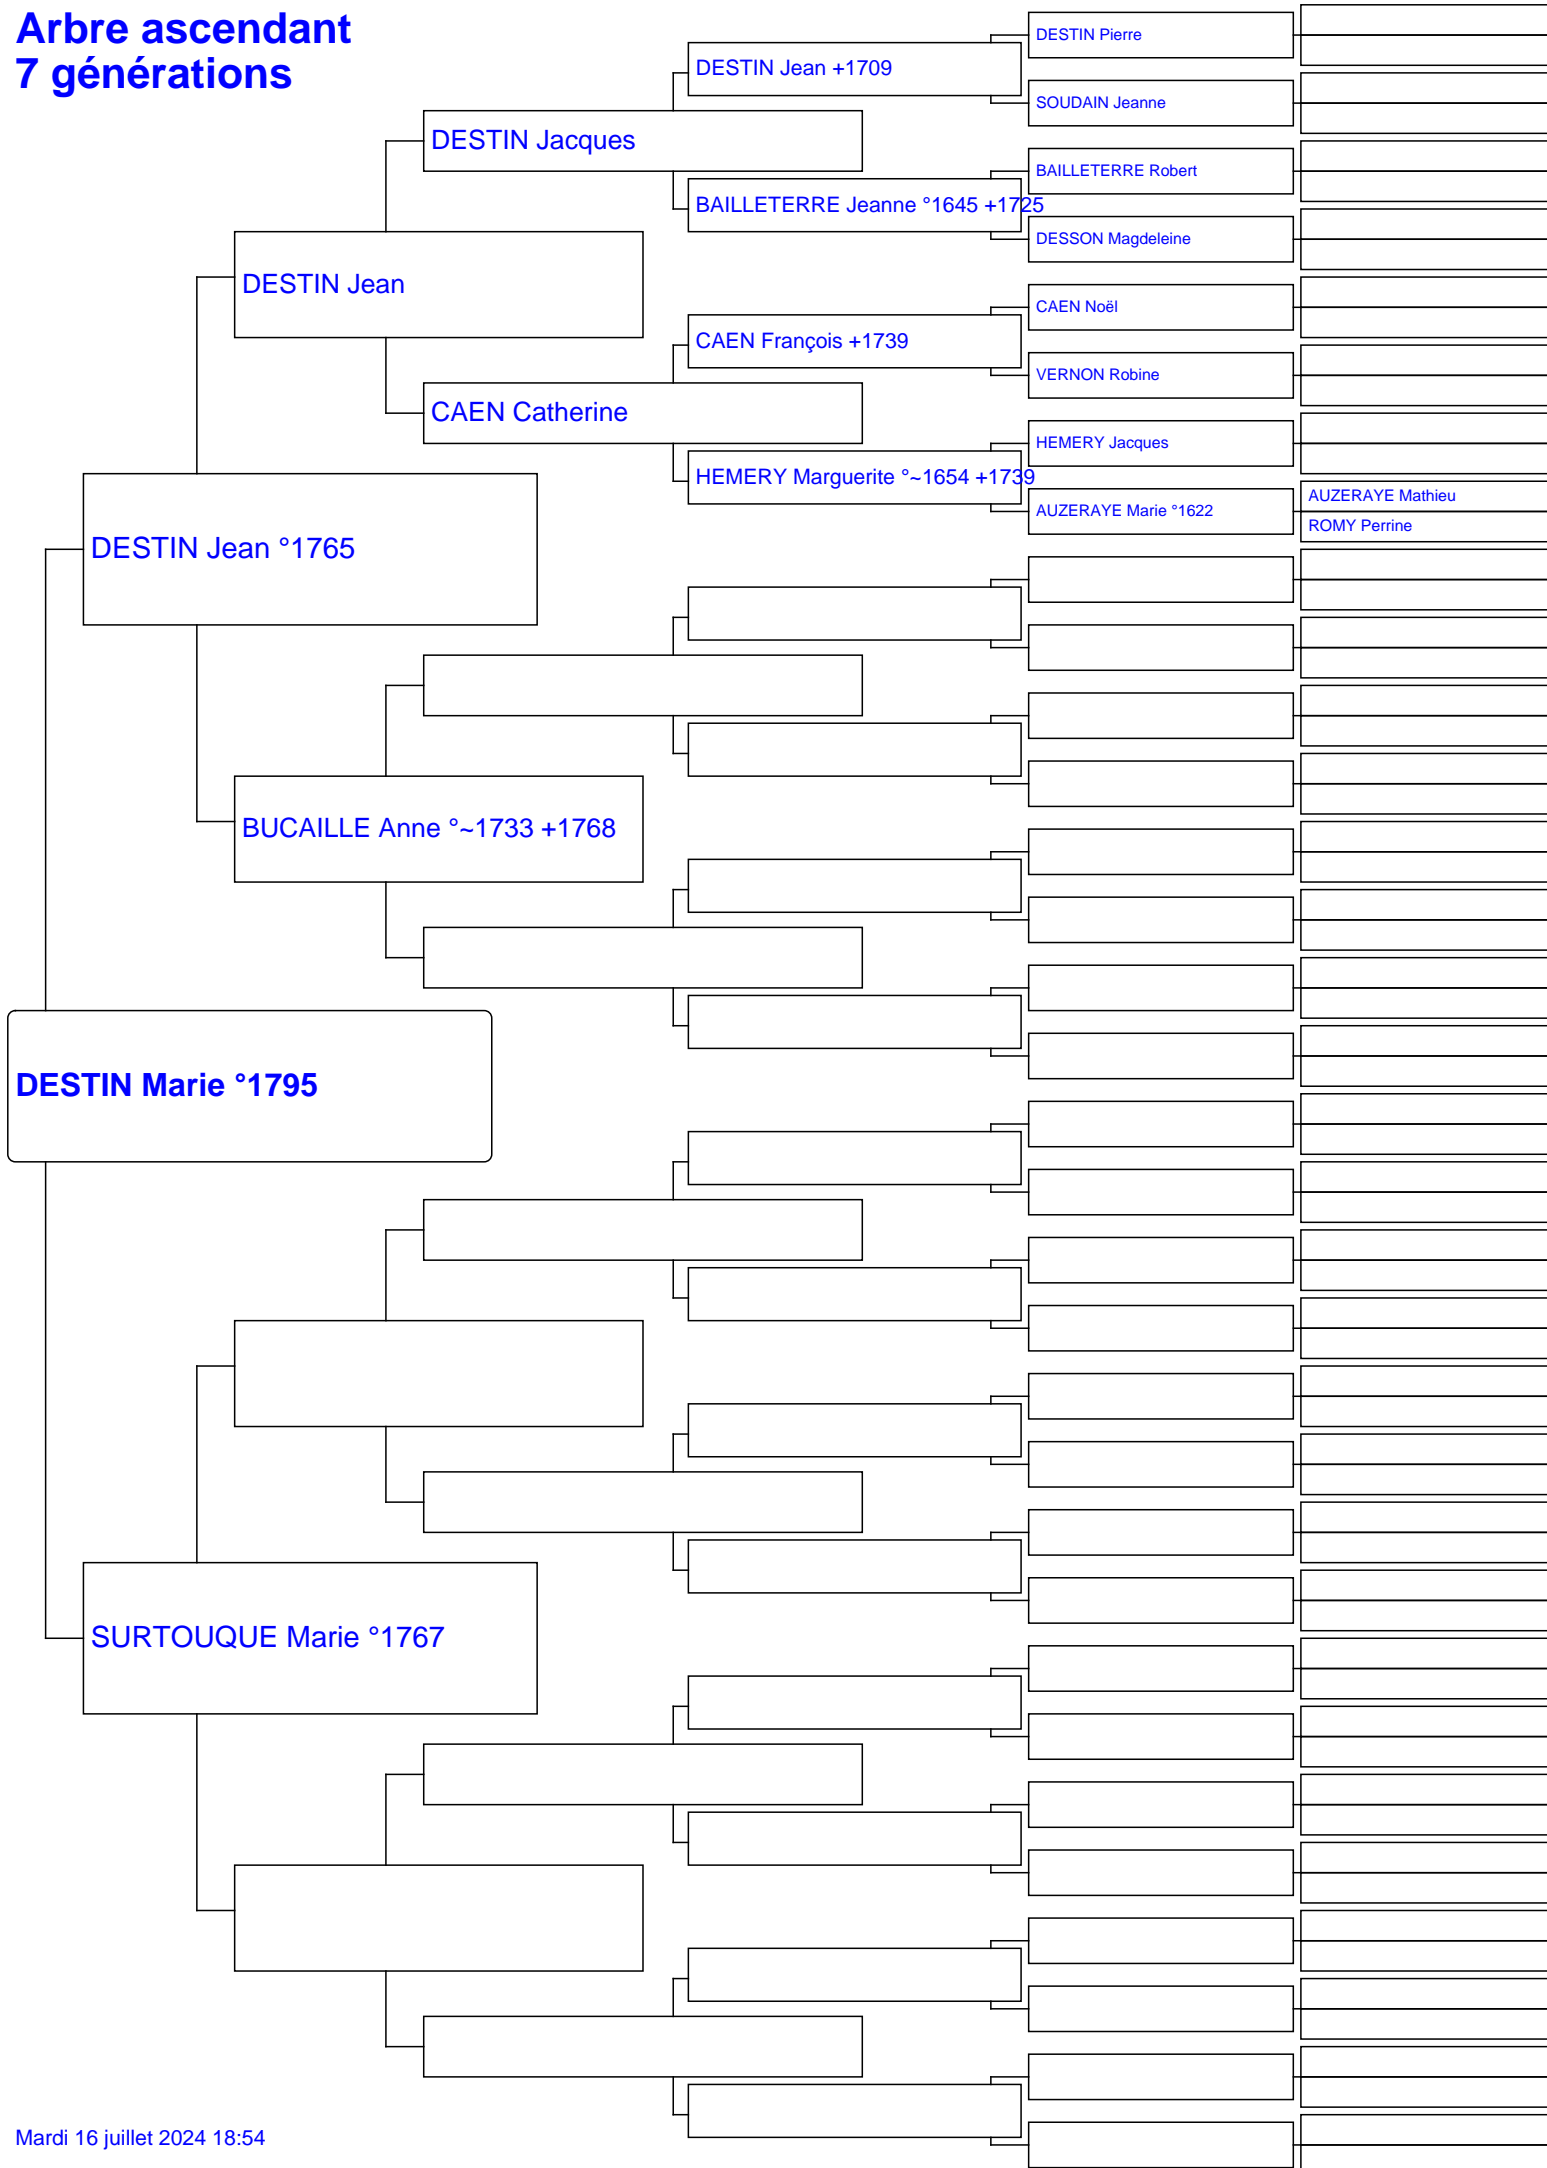 Arbre ascendant
7 générations
DESTIN Pierre
DESTIN Jean +1709
SOUDAIN Jeanne
DESTIN Jacques
BAILLETERRE Robert
BAILLETERRE Jeanne °1645 +1725
DESSON Magdeleine
DESTIN Jean
CAEN Noël
CAEN François +1739
VERNON Robine
CAEN Catherine
HEMERY Jacques
HEMERY Marguerite °~1654 +1739
AUZERAYE Mathieu
AUZERAYE Marie °1622
ROMY Perrine
DESTIN Jean °1765
BUCAILLE Anne °~1733 +1768
DESTIN Marie °1795
SURTOUQUE Marie °1767
Mardi 16 juillet 2024 18:54